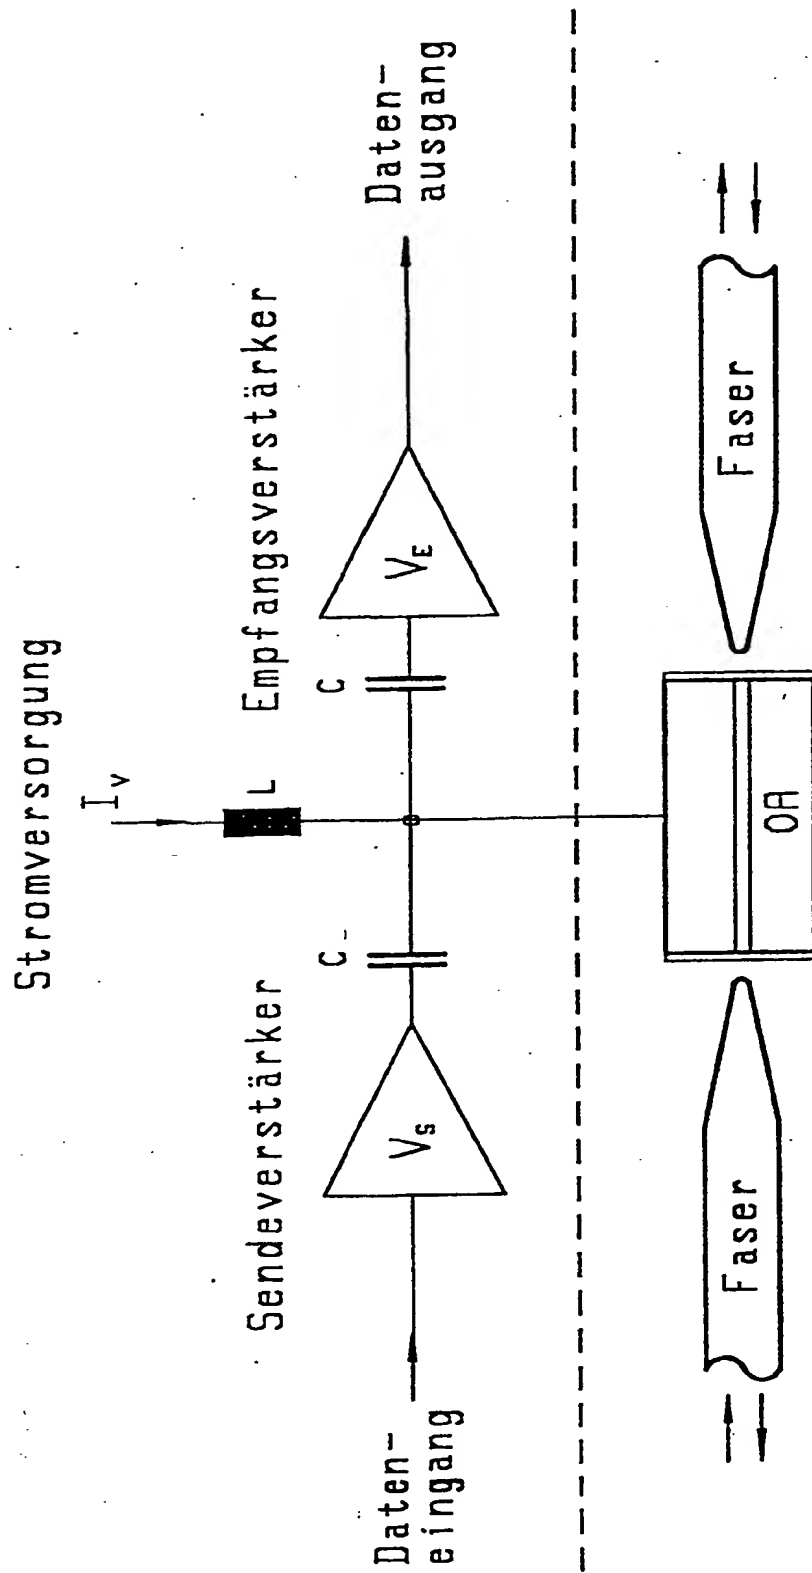 Stromversorgung
I_v
L
Sendeverstärker
Empfangsverstärker
C
C
V_S
V_E
Daten-
eingang
Daten-
ausgang
Faser
OA
Faser